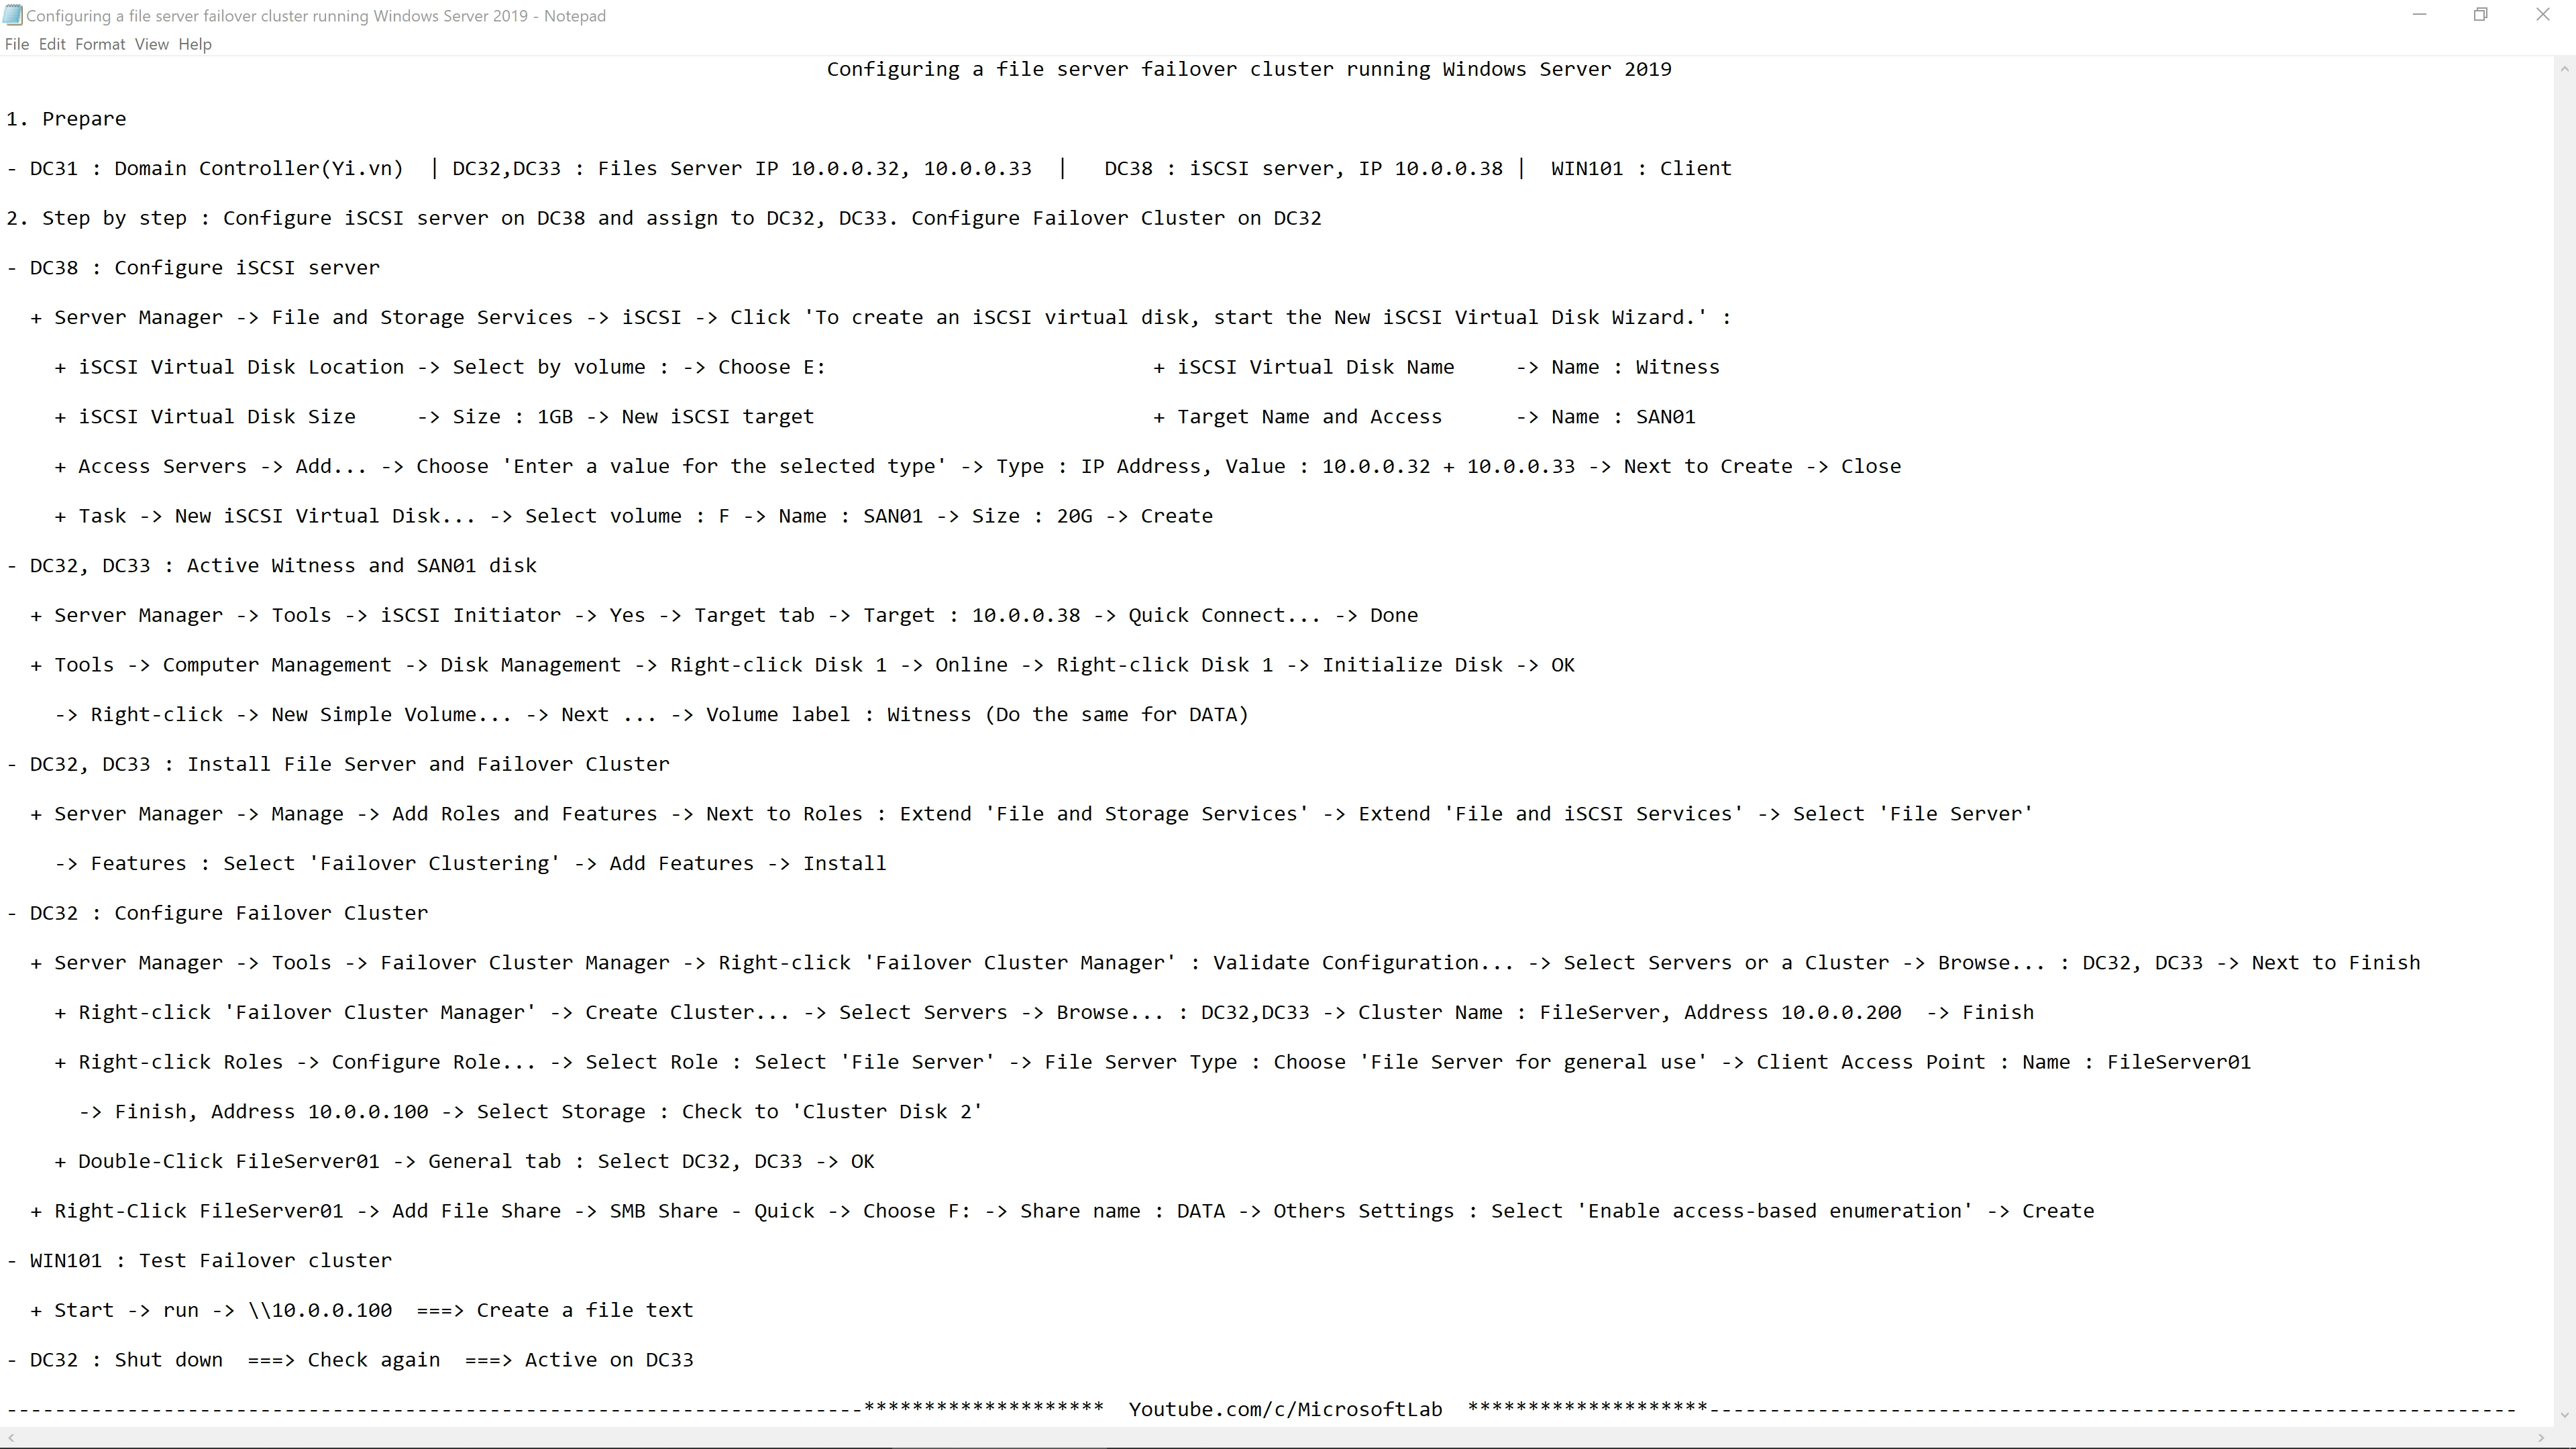 Configuring a file server failover cluster running Windows Server 2019 - Notepad
File Edit Format View Help
Configuring a file server failover cluster running Windows Server 2019
1. Prepare
- DC31 : Domain Controller(Yi.vn) | DC32,DC33 : Files Server IP 10.0.0.32, 10.0.0.33 | DC38 : iSCSI server, IP 10.0.0.38 | WIN101 : Client
2. Step by step : Configure iSCSI server on DC38 and assign to DC32, DC33. Configure Failover Cluster on DC32
- DC38 : Configure iSCSI server
+ Server Manager -> File and Storage Services -> iSCSI -> Click 'To create an iSCSI virtual disk, start the New iSCSI Virtual Disk Wizard.' :
+ iSCSI Virtual Disk Location -> Select by volume : -> Choose E: + iSCSI Virtual Disk Name -> Name : Witness
+ iSCSI Virtual Disk Size -> Size : 1GB -> New iSCSI target + Target Name and Access -> Name : SAN01
+ Access Servers -> Add... -> Choose 'Enter a value for the selected type' -> Type : IP Address, Value : 10.0.0.32 + 10.0.0.33 -> Next to Create -> Close
+ Task -> New iSCSI Virtual Disk... -> Select volume : F -> Name : SAN01 -> Size : 20G -> Create
- DC32, DC33 : Active Witness and SAN01 disk
+ Server Manager -> Tools -> iSCSI Initiator -> Yes -> Target tab -> Target : 10.0.0.38 -> Quick Connect... -> Done
+ Tools -> Computer Management -> Disk Management -> Right-click Disk 1 -> Online -> Right-click Disk 1 -> Initialize Disk -> OK
-> Right-click -> New Simple Volume... -> Next ... -> Volume label : Witness (Do the same for DATA)
- DC32, DC33 : Install File Server and Failover Cluster
+ Server Manager -> Manage -> Add Roles and Features -> Next to Roles : Extend 'File and Storage Services' -> Extend 'File and iSCSI Services' -> Select 'File Server'
-> Features : Select 'Failover Clustering' -> Add Features -> Install
- DC32 : Configure Failover Cluster
+ Server Manager -> Tools -> Failover Cluster Manager -> Right-click 'Failover Cluster Manager' : Validate Configuration... -> Select Servers or a Cluster -> Browse... : DC32, DC33 -> Next to Finish
+ Right-click 'Failover Cluster Manager' -> Create Cluster... -> Select Servers -> Browse... : DC32,DC33 -> Cluster Name : FileServer, Address 10.0.0.200 -> Finish
+ Right-click Roles -> Configure Role... -> Select Role : Select 'File Server' -> File Server Type : Choose 'File Server for general use' -> Client Access Point : Name : FileServer01
-> Finish, Address 10.0.0.100 -> Select Storage : Check to 'Cluster Disk 2'
+ Double-Click FileServer01 -> General tab : Select DC32, DC33 -> OK
+ Right-Click FileServer01 -> Add File Share -> SMB Share - Quick -> Choose F: -> Share name : DATA -> Others Settings : Select 'Enable access-based enumeration' -> Create
- WIN101 : Test Failover cluster
+ Start -> run -> \\10.0.0.100 ===> Create a file text
- DC32 : Shut down ===> Check again ===> Active on DC33
-----------------------------------------------------------------------******************** Youtube.com/c/MicrosoftLab ********************-------------------------------------------------------------------